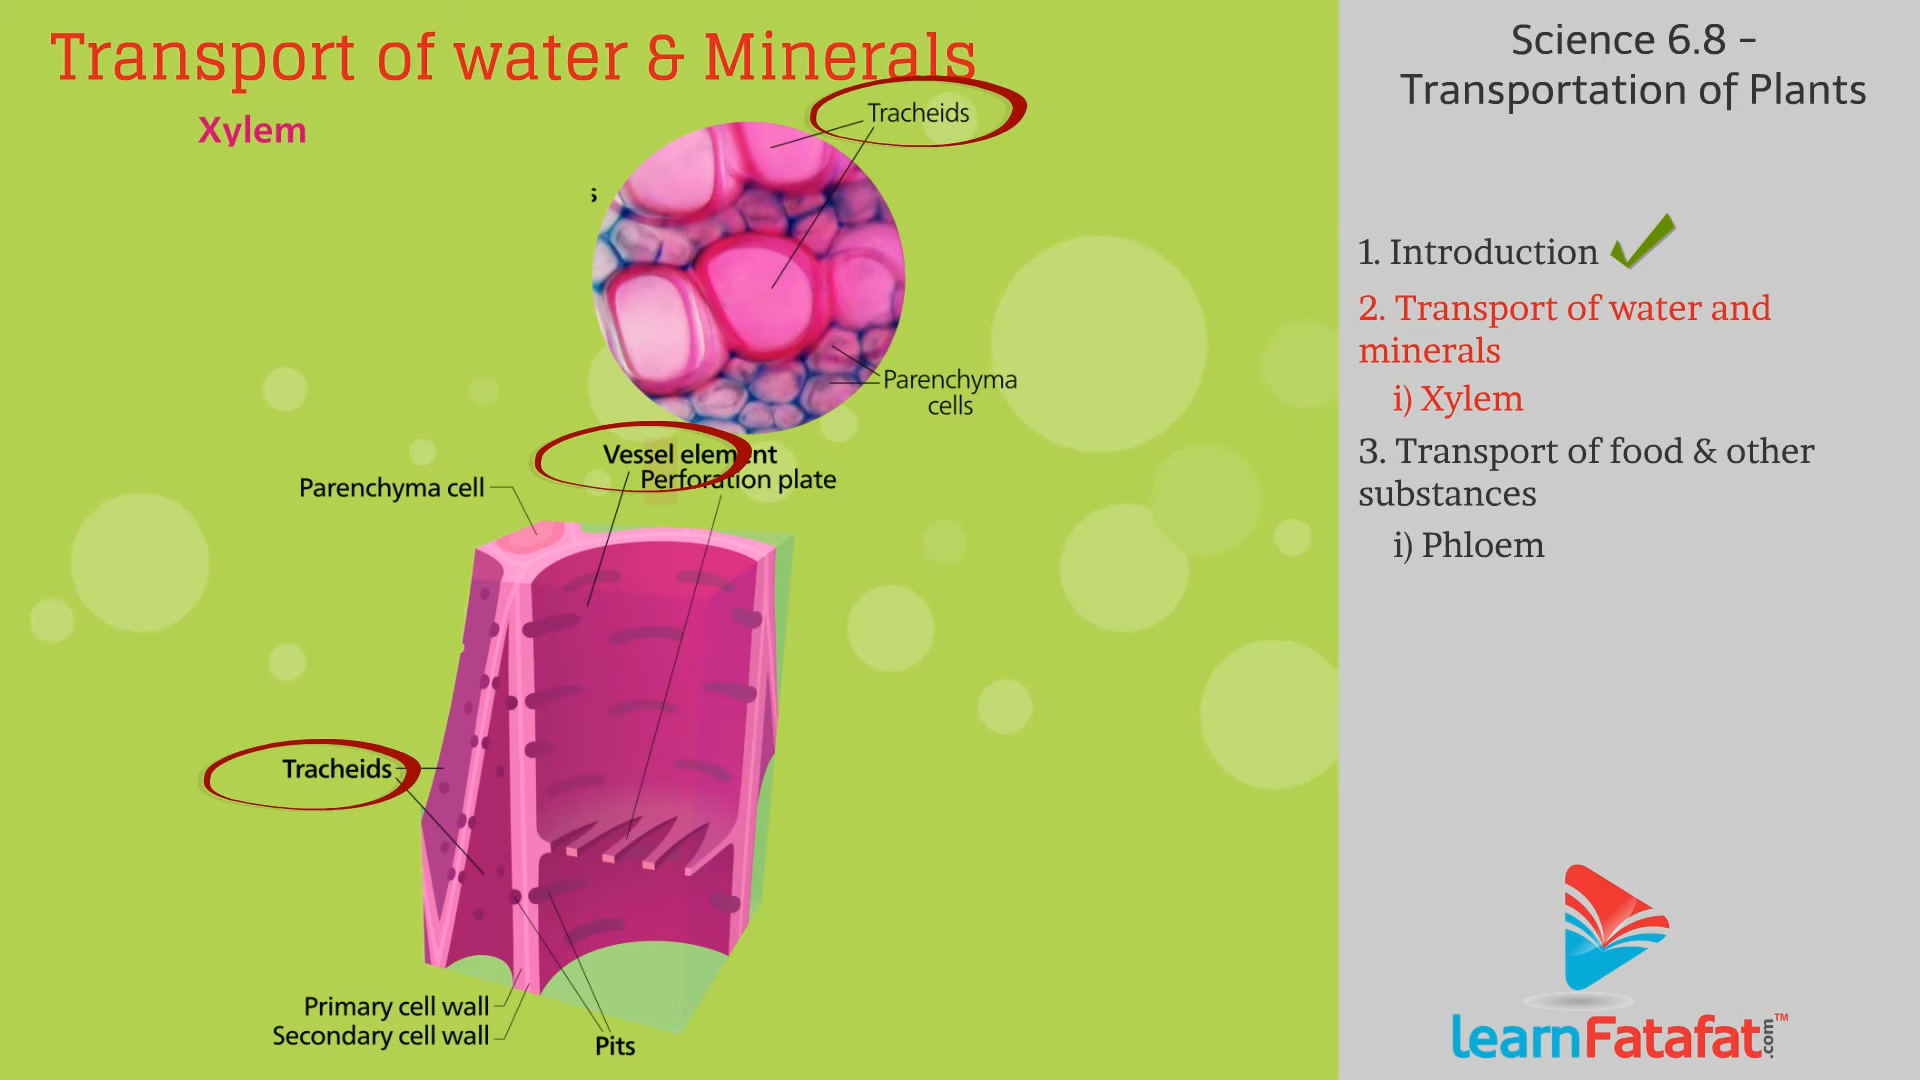 Transport of water & Minerals
Xylem
Tracheids
s
Parenchyma
cells
Vessel element
Perforation plate
Parenchyma cell
Tracheids
Primary cell wall
Secondary cell wall
Pits
Science 6.8 –
Transportation of Plants
1. Introduction
2. Transport of water and
minerals
i) Xylem
3. Transport of food & other
substances
i) Phloem
learnFatafat.com™